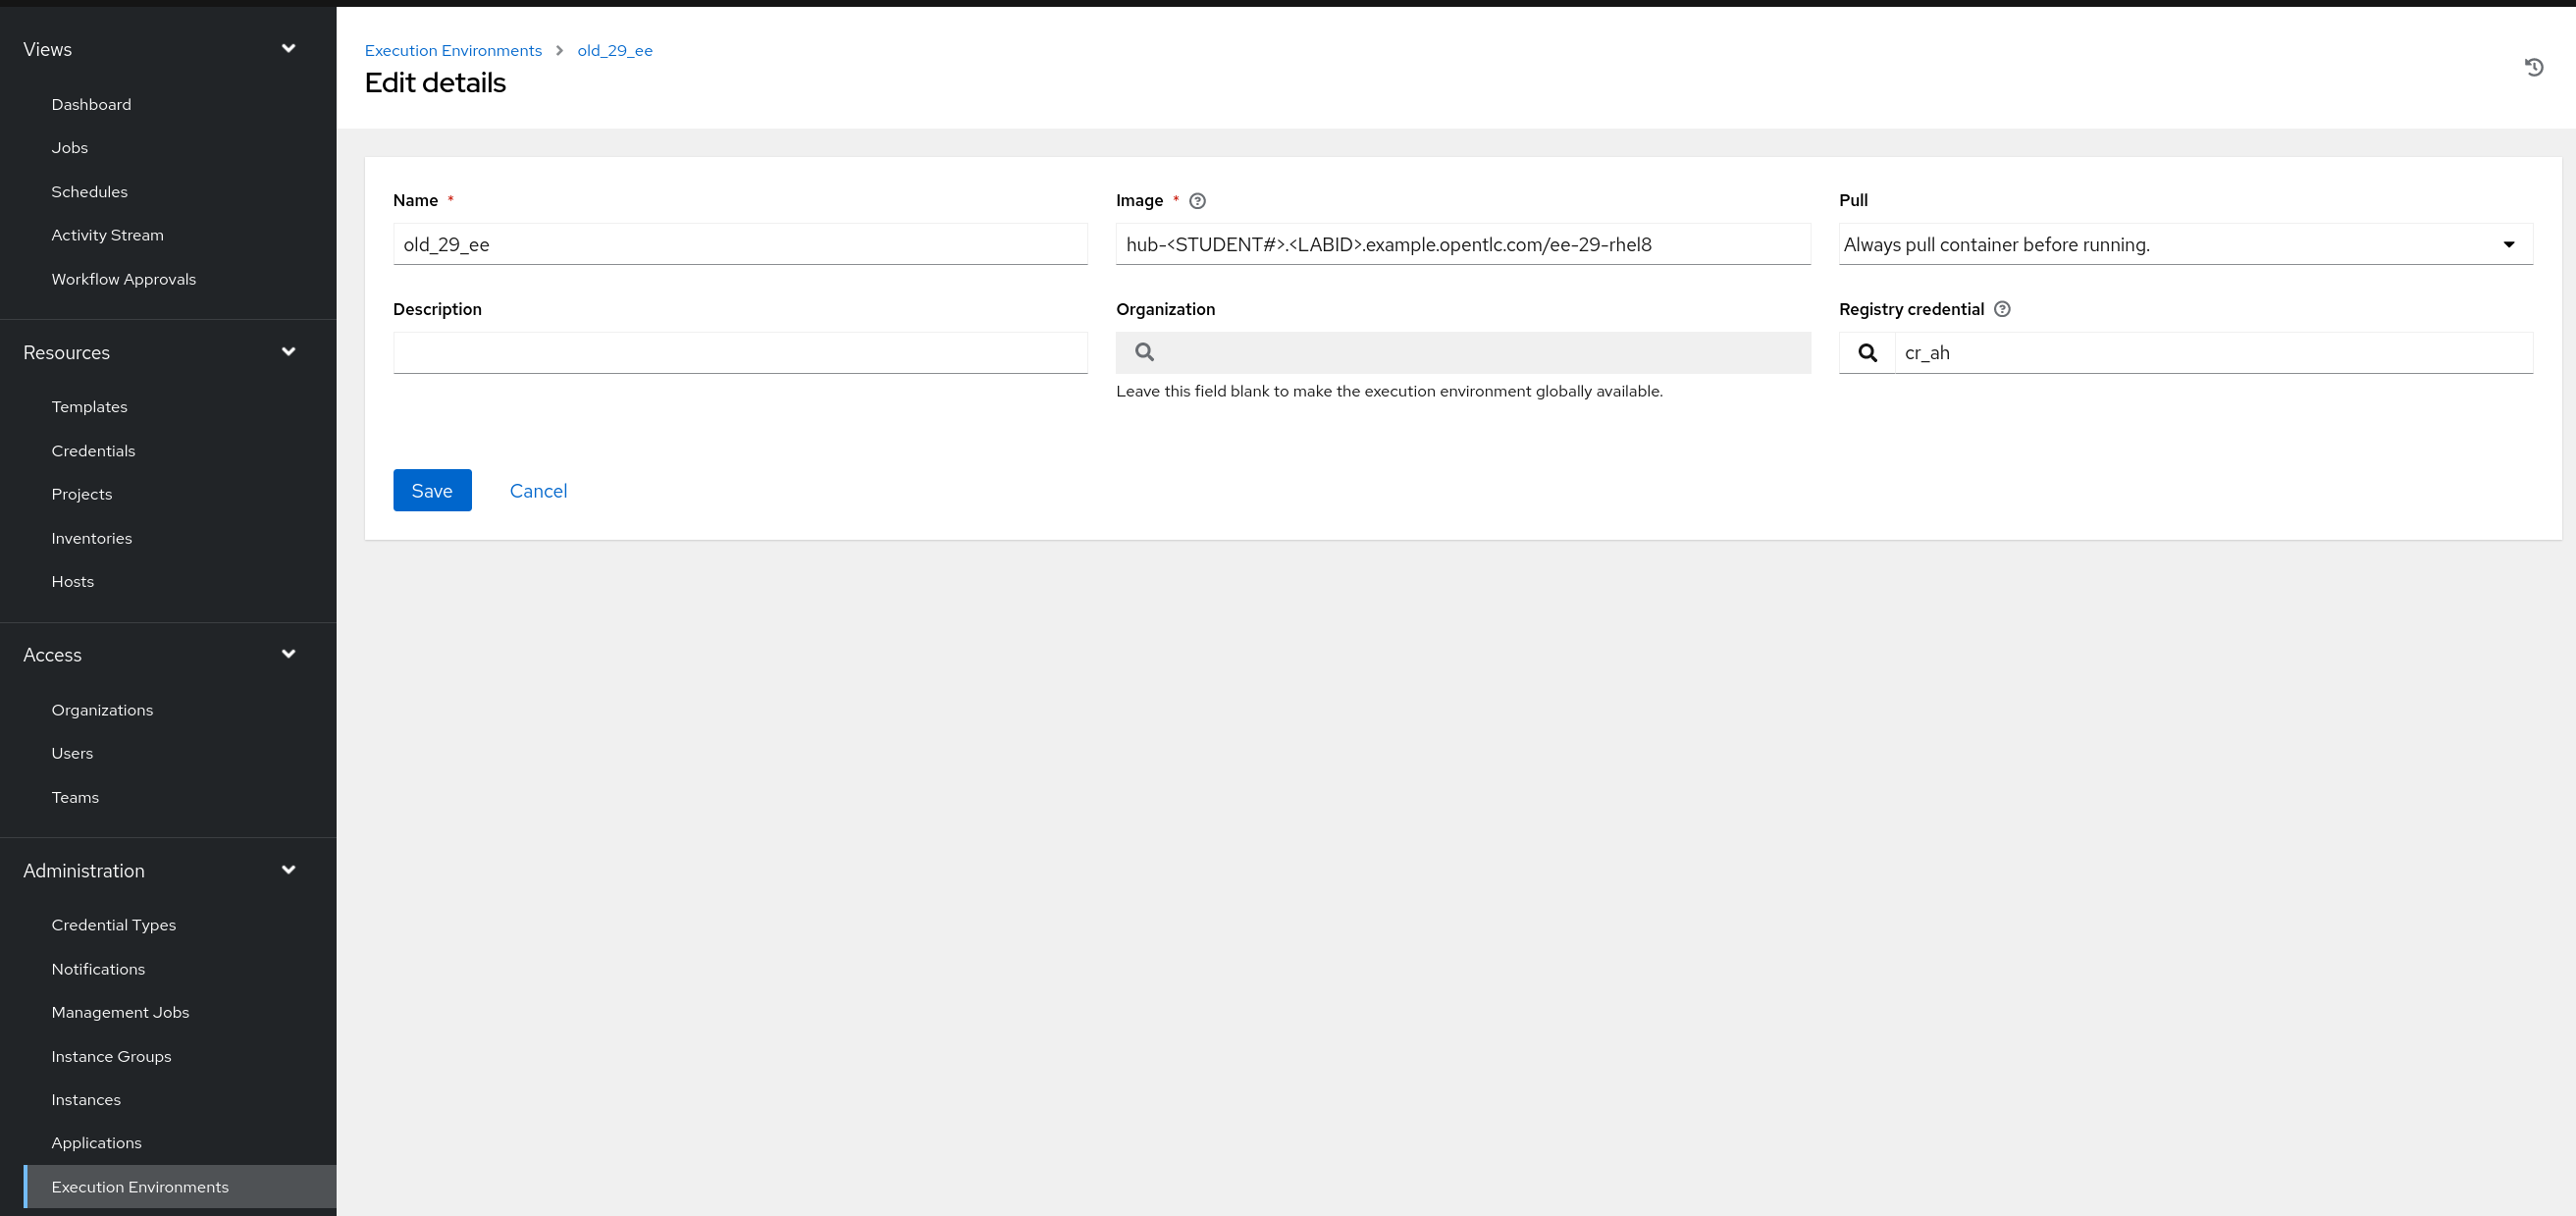 Views
Dashboard
Jobs
Schedules
Activity Stream
Workflow Approvals
Resources
Templates
Credentials
Projects
Inventories
Hosts
Access
Organizations
Users
Teams
Administration
Credential Types
Notifications
Management Jobs
Instance Groups
Instances
Applications
Execution Environments
Execution Environments > old_29_ee
Edit details
Name *
old_29_ee
Image * ?
hub-<STUDENT#>.<LABID>.example.opentlc.com/ee-29-rhel8
Pull
Always pull container before running.
Description
Organization
Leave this field blank to make the execution environment globally available.
Registry credential ?
cr_ah
Save Cancel